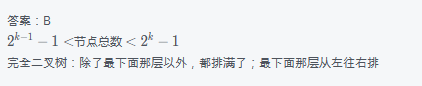 答案：B
2^{k-1} − 1 <节点总数 < 2^k − 1
完全二叉树：除了最下面那层以外，都排满了；最下面那层从左往右排